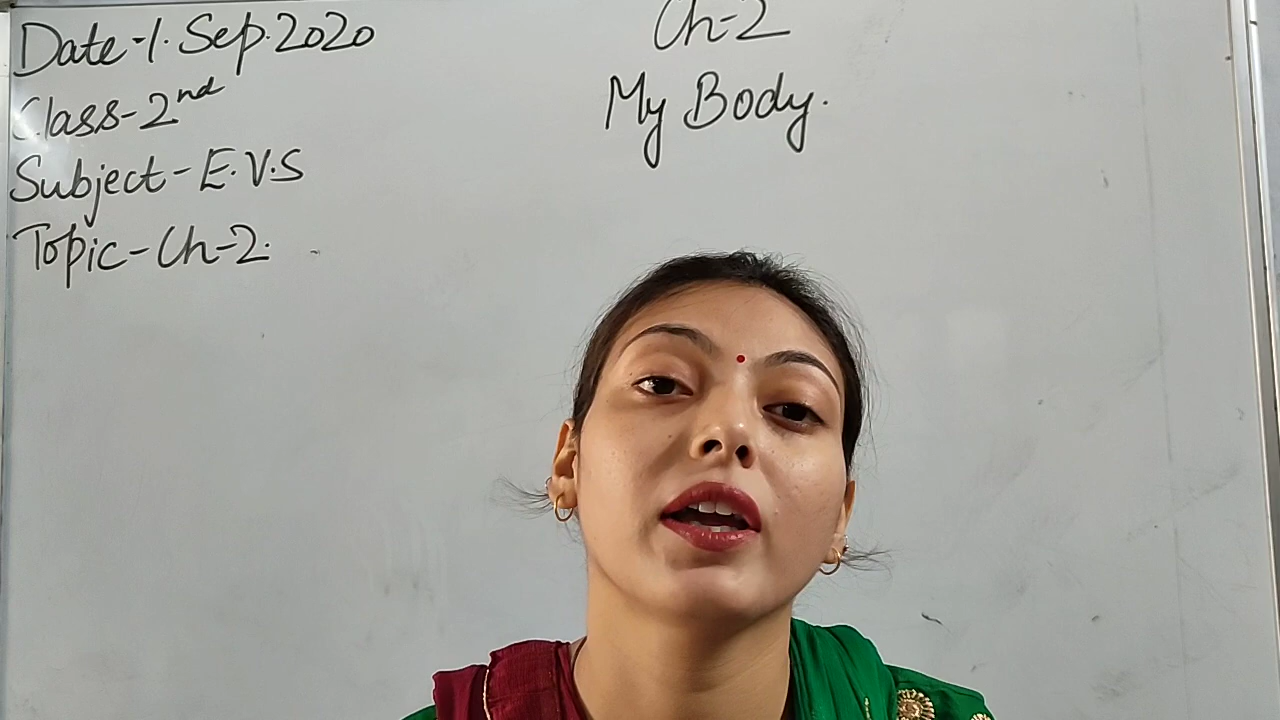 Date-1.Sep.2020
Class-2nd
Subject-E.V.S
Topic-Ch-2.
Ch-2
My Body.